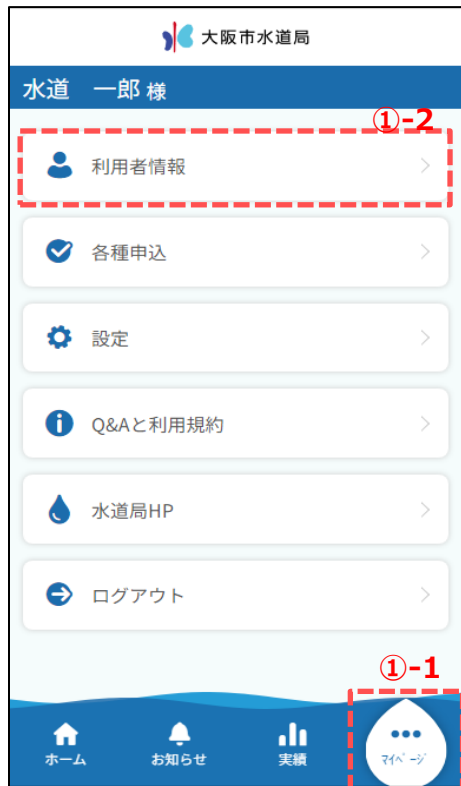 大阪市水道局
水道　一郎 様
①-2
利用者情報
各種申込
設定
Q&Aと利用規約
水道局HP
ログアウト
①-1
ホーム
お知らせ
実績
ﾏｲﾍﾟｰｼﾞ